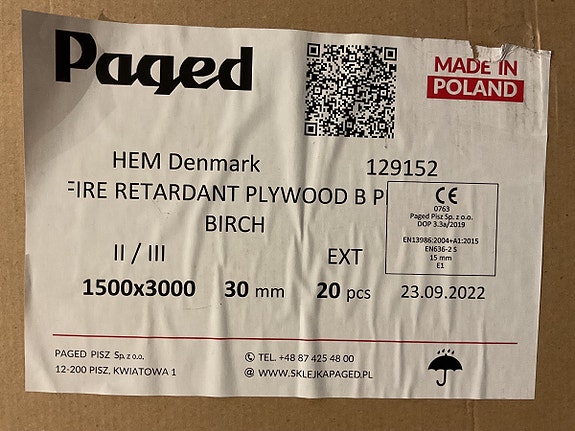 Paged
MADE IN
POLAND
HEM Denmark 129152
FIRE RETARDANT PLYWOOD B P
BIRCH
II / III EXT
1500x3000 30 mm 20 pcs 23.09.2022
CE
0763
Paged Pisz Sp. z o.o.
DOP 3.3a/2019
EN13986:2004+A1:2015
EN636-2 S
15 mm
E1
PAGED PISZ Sp. z o.o.
12-200 PISZ, KWIATOWA 1
TEL. +48 87 425 48 00
@ WWW.SKLEJKAPAGED.PL